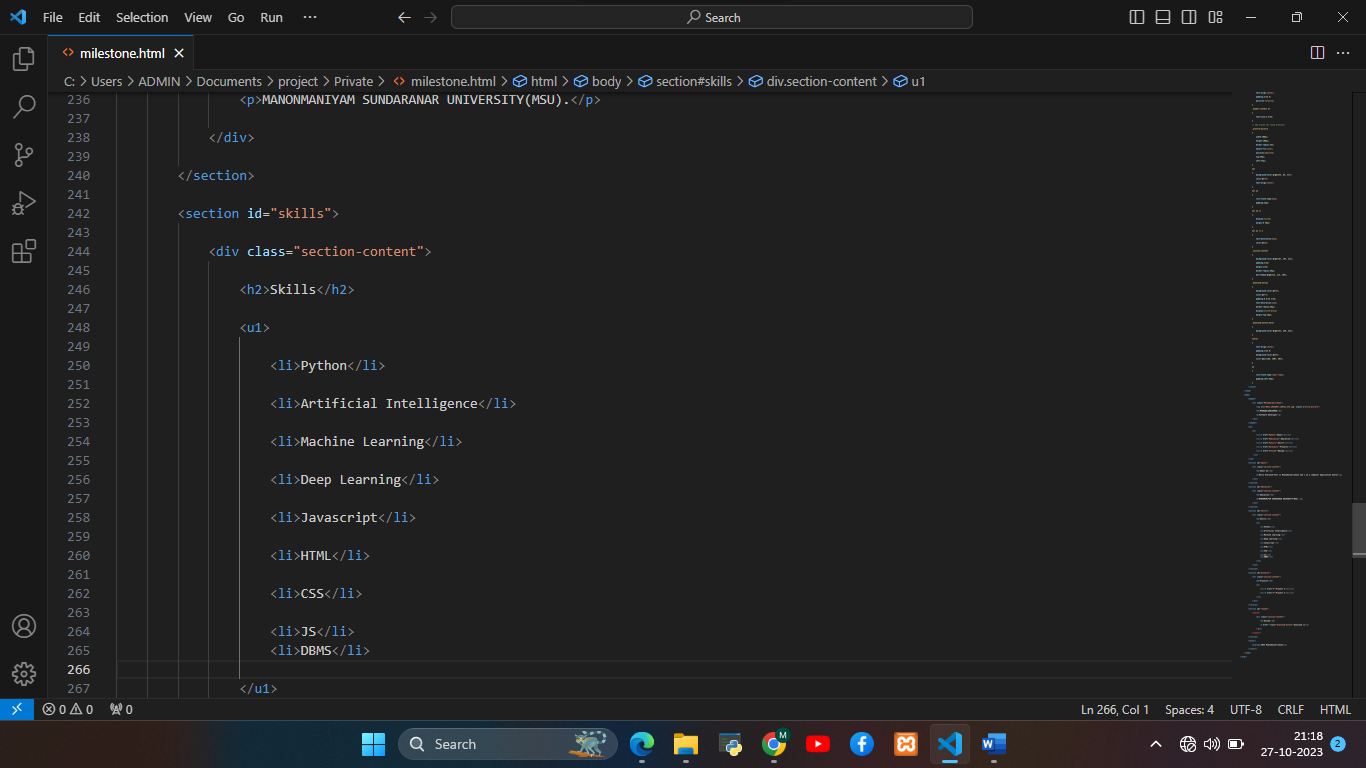 File Edit Selection View Go Run ···
Search
milestone.html
C: > Users > ADMIN > Documents > project > Private > milestone.html > html > body > section#skills > div.section-content > u1
236 <p>MANONMANIYAM SUNDARANAR UNIVERSITY(MSU).</p>
237
238 </div>
239
240 </section>
241
242 <section id="skills">
243
244 <div class="section-content">
245
246 <h2>Skills</h2>
247
248 <u1>
249
250 <li>Python</li>
251
252 <li>Artificial Intelligence</li>
253
254 <li>Machine Learning</li>
255
256 <li>Deep Learning</li>
257
258 <li>Javascript</li>
259
260 <li>HTML</li>
261
262 <li>CSS</li>
263
264 <li>JS</li>
265 <li>DBMS</li>
266
267 </u1>
0 0 0 Ln 266, Col 1 Spaces: 4 UTF-8 CRLF HTML
Search M 21:18
27-10-2023 2